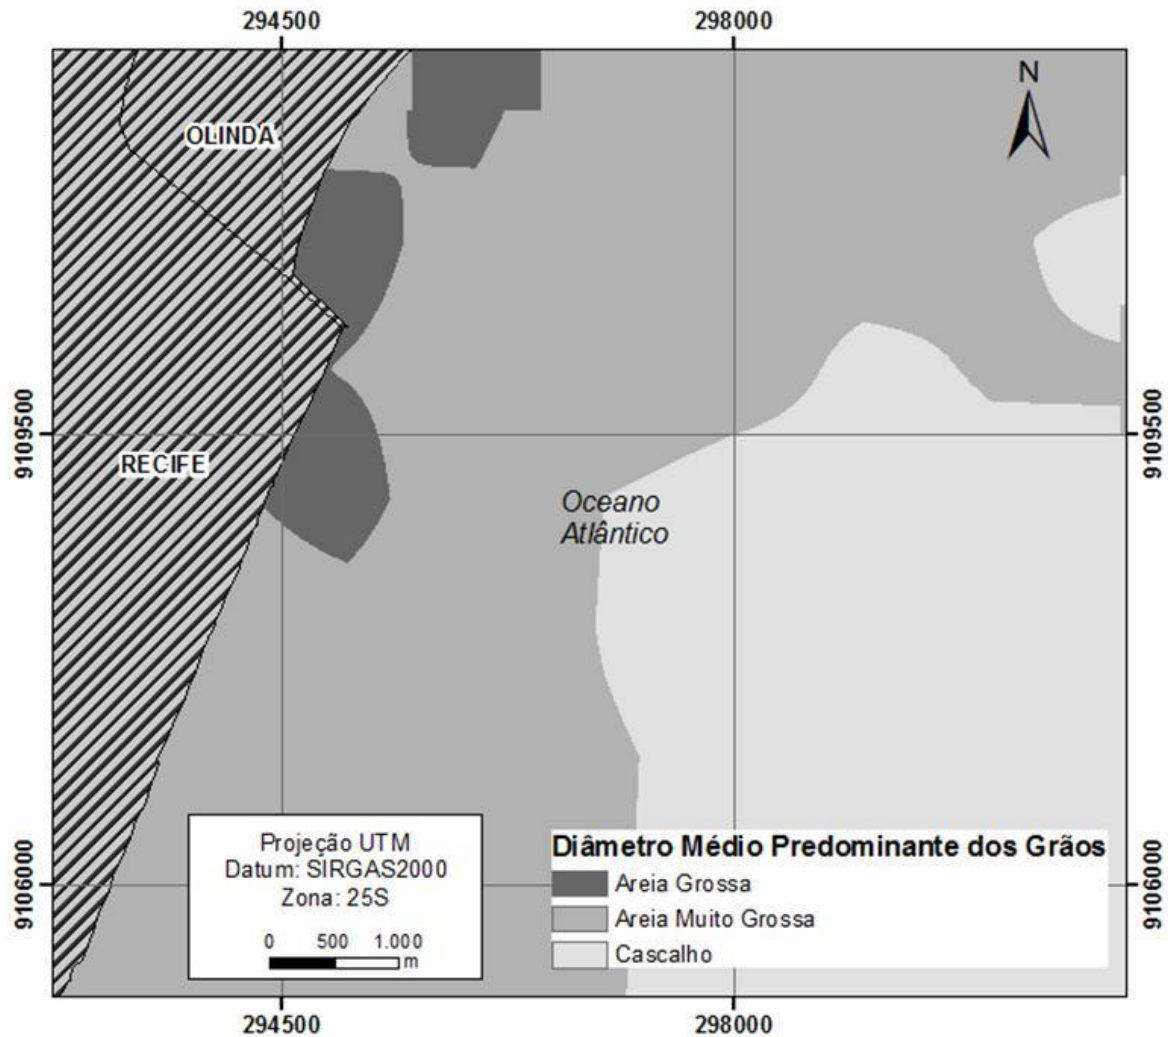 294500
298000
N
OLINDA
9109500
9109500
RECIFE
Oceano
Atlântico
Projeção UTM
Datum: SIRGAS2000
Zona: 25S
0 500 1.000
m
Diâmetro Médio Predominante dos Grãos
Areia Grossa
Areia Muito Grossa
Cascalho
9106000
9106000
294500
298000